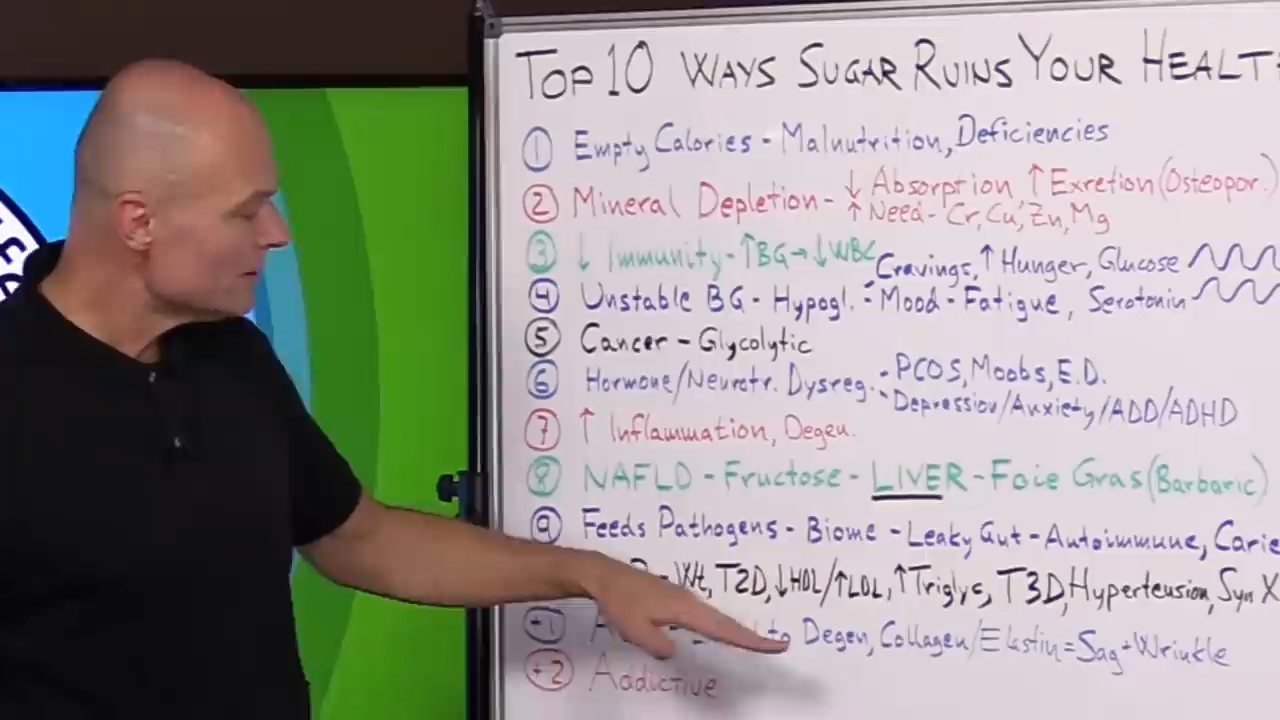 TOP 10 WAYS SUGAR RUINS YOUR HEALT
① Empty Calories - Malnutrition, Deficiencies
② Mineral Depletion - ↓ Absorption ↑ Exretion (Osteopor.)
↑ Need - Cr, Cu, Zn, Mg
③ ↓ Immunity - ↑BG → ↓WBC
- Cravings, ↑ Hunger, Glucose
④ Unstable BG - Hypogl. - Mood - Fatigue, Serotonin
⑤ Cancer - Glycolytic
⑥ Hormone/Neurotr. Dysreg. - PCOS, Moobs, E.D.
- Depression/Anxiety/ADD/ADHD
⑦ ↑ Inflammation, Degen.
⑧ NAFLD - Fructose - LIVER - Foie Gras (Barbaric)
⑨ Feeds Pathogens - Biome - Leaky Gut - Autoimmune, Carie
Wt, T2D, ↓HDL/↑LDL, ↑Triglys, T3D, Hypertension, Syn X
+1 to Degen, Collagen/Elastin = Sag + Wrinkle
+2 Addictive